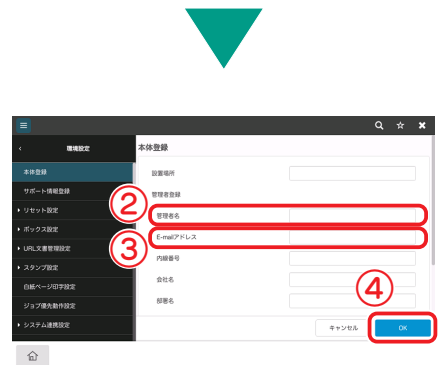 環境設定
本体登録
サポート情報登録
リセット設定
ボックス設定
URL文書管理設定
スタンプ設定
白紙ページ印字設定
ジョブ優先動作設定
システム連携設定
本体登録
設置場所
管理者登録
② 管理者名
③ E-mailアドレス
内線番号
会社名
部署名
④
キャンセル OK